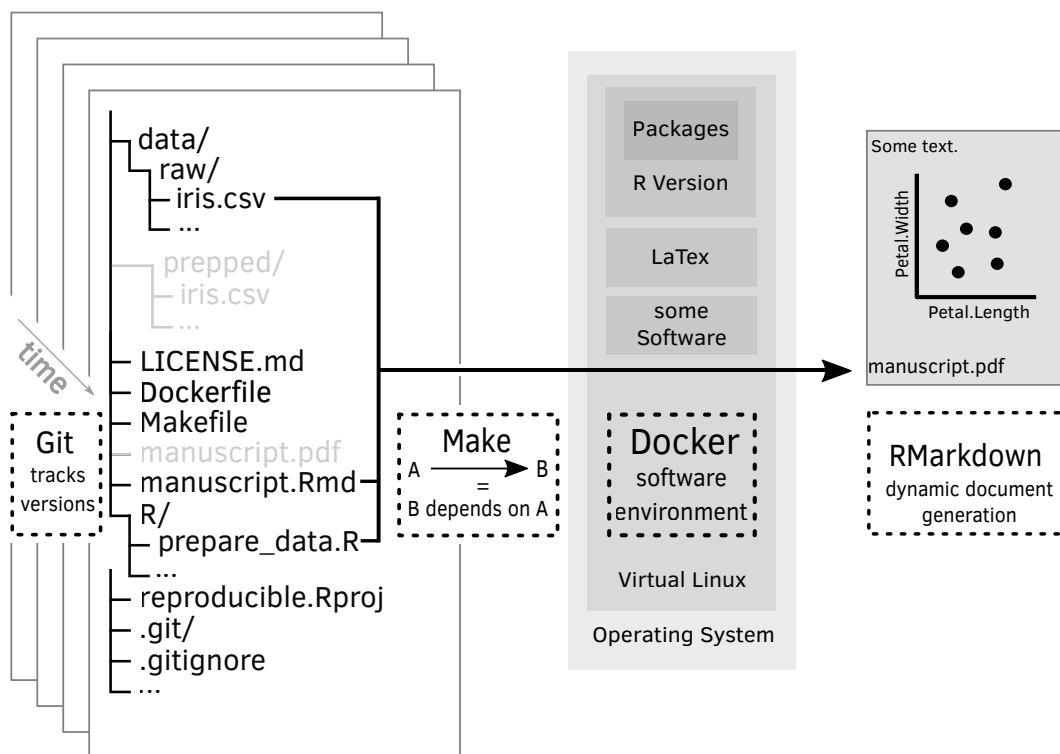 data/
raw/
iris.csv
...
prepped/
iris.csv
...
time
LICENSE.md
Dockerfile
Makefile
manuscript.pdf
manuscript.Rmd
R/
prepare_data.R
...
reproducible.Rproj
.git/
.gitignore
...
Git
tracks
versions
Make
A B
=
B depends on A
Packages
R Version
LaTex
some
Software
Docker
software
environment
Virtual Linux
Operating System
Some text.
Petal.Width
Petal.Length
manuscript.pdf
RMarkdown
dynamic document
generation